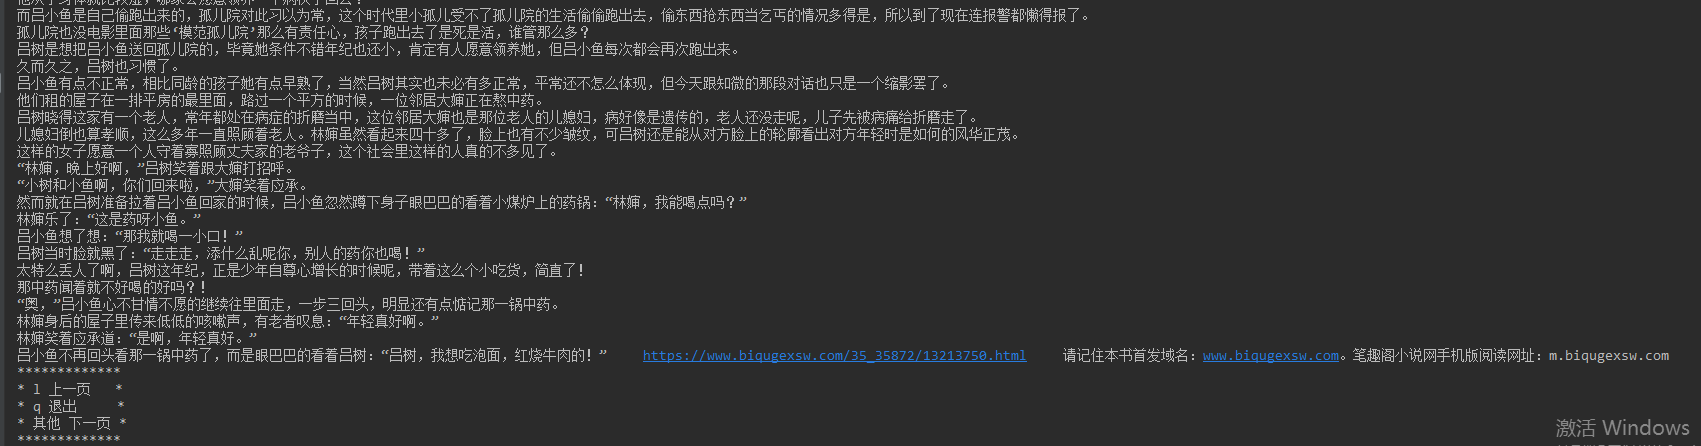 而吕小鱼是自己偷跑出来的，孤儿院对此习以为常，这个时代里小孤儿受不了孤儿院的生活偷偷跑出去，偷东西抢东西当乞丐的情况多得是，所以到了现在连报警都懒得报了。
孤儿院也没电影里面那些‘模范孤儿院’那么有责任心，孩子跑出去了是死是活，谁管那么多？
吕树是想把吕小鱼送回孤儿院的，毕竟她条件不错年纪也还小，肯定有人愿意领养她，但吕小鱼每次都会再次跑出来。
久而久之，吕树也习惯了。
吕小鱼有点不正常，相比同龄的孩子她有点早熟了，当然吕树其实也未必有多正常，平常还不怎么体现，但今天跟知微的那段对话也只是一个缩影罢了。
他们租的屋子在一排平房的最里面，路过一个平方的时候，一位邻居大婶正在熬中药。
吕树晓得这家有一个老人，常年都处在病症的折磨当中，这位邻居大婶也是那位老人的儿媳妇，病好像是遗传的，老人还没走呢，儿子先被病痛给折磨走了。
儿媳妇倒也算孝顺，这么多年一直照顾着老人。林婶虽然看起来四十多了，脸上也有不少皱纹，可吕树还是能从对方脸上的轮廓看出对方年轻时是如何的风华正茂。
这样的女子愿意一个人守着寡照顾丈夫家的老爷子，这个社会里这样的人真的不多见了。
“林婶，晚上好啊，”吕树笑着跟大婶打招呼。
“小树和小鱼啊，你们回来啦，”大婶笑着应承。
然而就在吕树准备拉着吕小鱼回家的时候，吕小鱼忽然蹲下身子眼巴巴的看着小煤炉上的药锅：“林婶，我能喝点吗？”
林婶乐了：“这是药呀小鱼。”
吕小鱼想了想：“那我就喝一小口！”
吕树当时脸就黑了：“走走走，添什么乱呢你，别人的药你也喝！”
太特么丢人了啊，吕树这年纪，正是少年自尊心增长的时候呢，带着这么个小吃货，简直了！
那中药闻着就不好喝的好吗？！
“奥，”吕小鱼心不甘情不愿的继续往里面走，一步三回头，明显还有点惦记那一锅中药。
林婶身后的屋子里传来低低的咳嗽声，有老者叹息：“年轻真好啊。”
林婶笑着应承道：“是啊，年轻真好。”
吕小鱼不再回头看那一锅中药了，而是眼巴巴的看着吕树：“吕树，我想吃泡面，红烧牛肉的！” https://www.biqugexsw.com/35_35872/13213750.html 请记住本书首发域名：www.biqugexsw.com。笔趣阁小说网手机版阅读网址：m.biqugexsw.com
*************
* l 上一页 *
* q 退出 *
* 其他 下一页 *
*************
激活 Windows